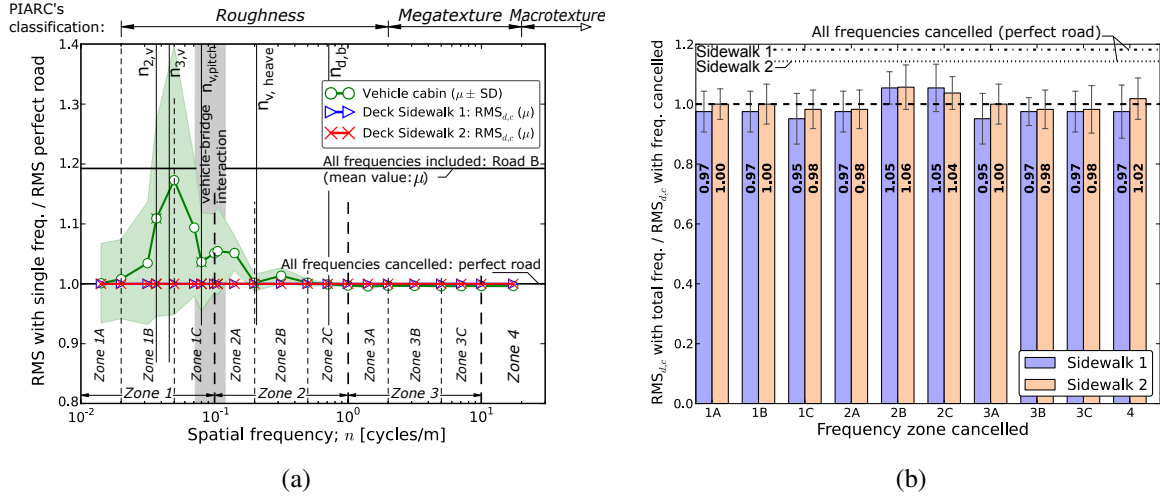 PIARC's
classification:
Roughness
Megatexture
Macrotexture
RMS with single freq. / RMS perfect road
1.4
1.3
1.2
1.1
1.0
0.9
0.8
n2,v
n3,v
nv,pitch
nv, heave
nd,b
vehicle-bridge
interaction
Vehicle cabin (μ± SD)
Deck Sidewalk 1: RMSd,c (μ)
Deck Sidewalk 2: RMSd,c (μ)
All frequencies included: Road B
(mean value:μ)
All frequencies cancelled: perfect road
Zone 1A
Zone 1B
Zone 1C
Zone 2A
Zone 2B
Zone 2C
Zone 3A
Zone 3B
Zone 3C
Zone 4
Zone 1
Zone 2
Zone 3
10⁻²
10⁻¹
10⁰
10¹
Spatial frequency; n [cycles/m]
(a)
All frequencies cancelled (perfect road)
RMSd,c with total freq. / RMSd,c with freq. cancelled
1.2
1.0
0.8
0.6
0.4
0.2
0.0
Sidewalk 1
Sidewalk 2
0.97 1.00
0.97 1.00
0.95 0.98
0.97 0.98
1.05 1.06
1.05 1.04
0.95 1.00
0.97 0.98
0.97 0.98
0.97 1.02
Sidewalk 1
Sidewalk 2
1A 1B 1C 2A 2B 2C 3A 3B 3C 4
Frequency zone cancelled
(b)